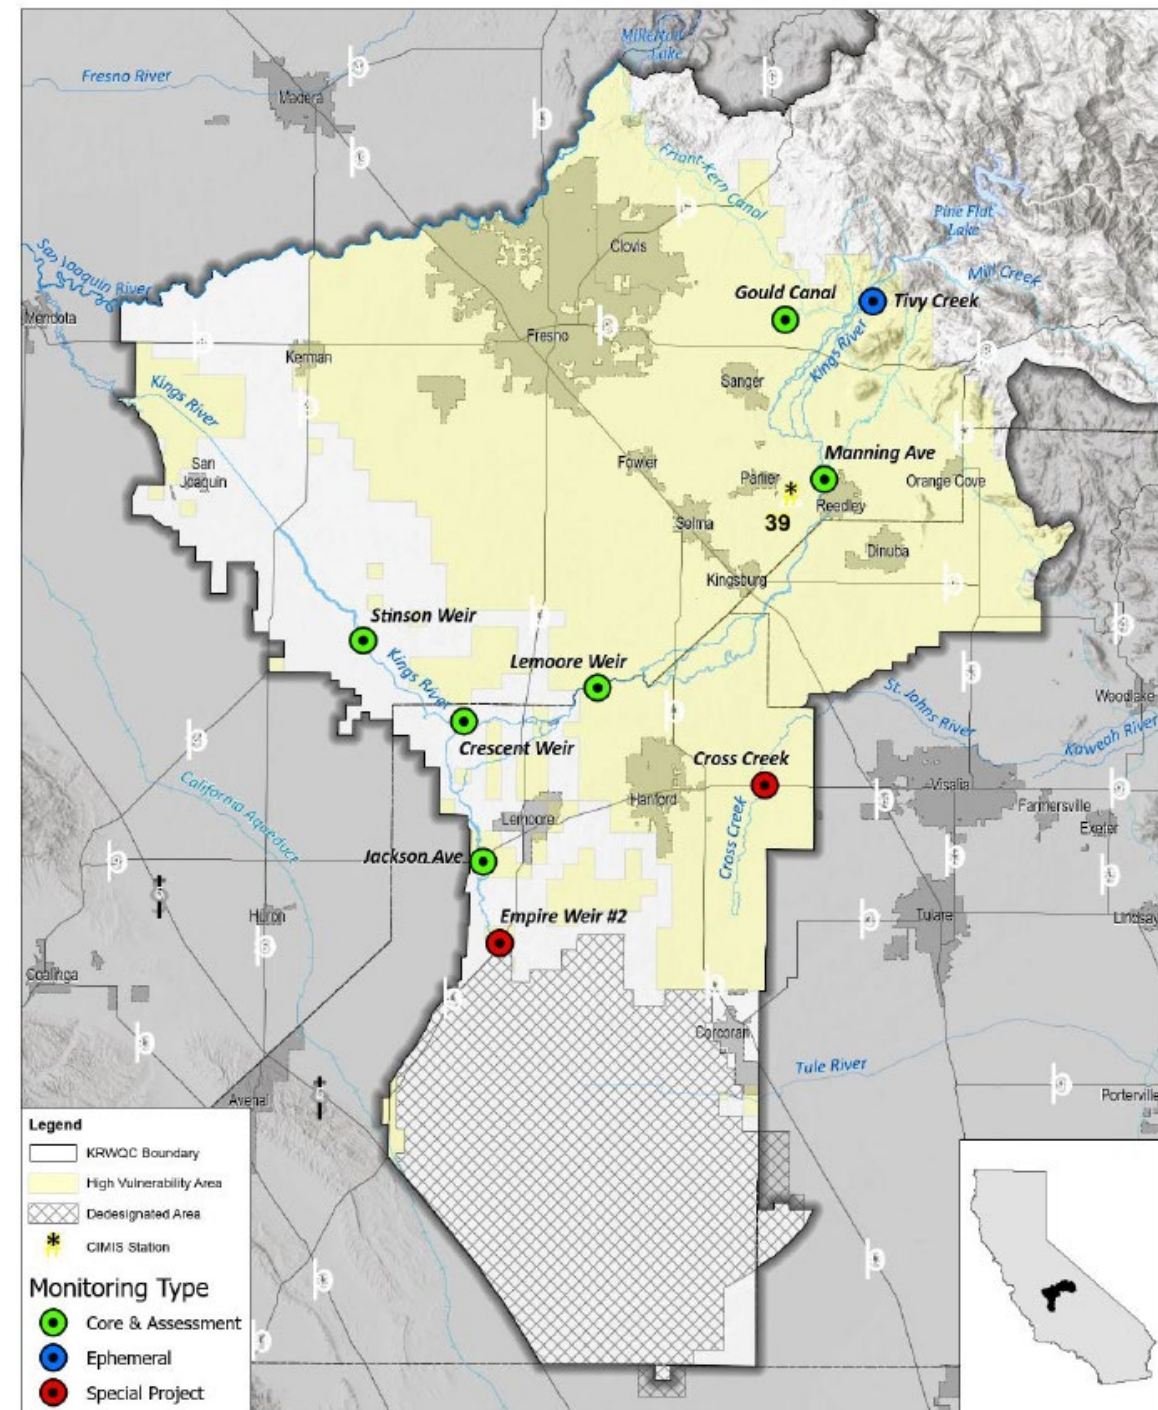 Millerton
Lake
Fresno River
Madera
Friant-Kern Canal
Pine Flat
Lake
Clovis
San Joaquin River
Mill Creek
Gould Canal
Tivy Creek
Mendota
Fresno
Kings River
Kerman
Sanger
Kings River
Manning Ave
San
Joaquin
Fowler
Parlier
Orange Cove
Reedley
39
Selma
Dinuba
Kingsburg
Stinson Weir
Kings River
Lemoore Weir
St. Johns River
Woodlake
Kaweah River
Crescent Weir
Cross Creek
California Aqueduct
Visalia
Hanford
Farmersville
Lemoore
Exeter
Cross Creek
Jackson Ave
Huron
Empire Weir #2
Tulare
Lindsay
Coalinga
Corcoran
Tule River
Avenal
Porterville
Legend
KRWQC Boundary
High Vulnerability Area
Dedesignated Area
CIMIS Station
Monitoring Type
Core & Assessment
Ephemeral
Special Project